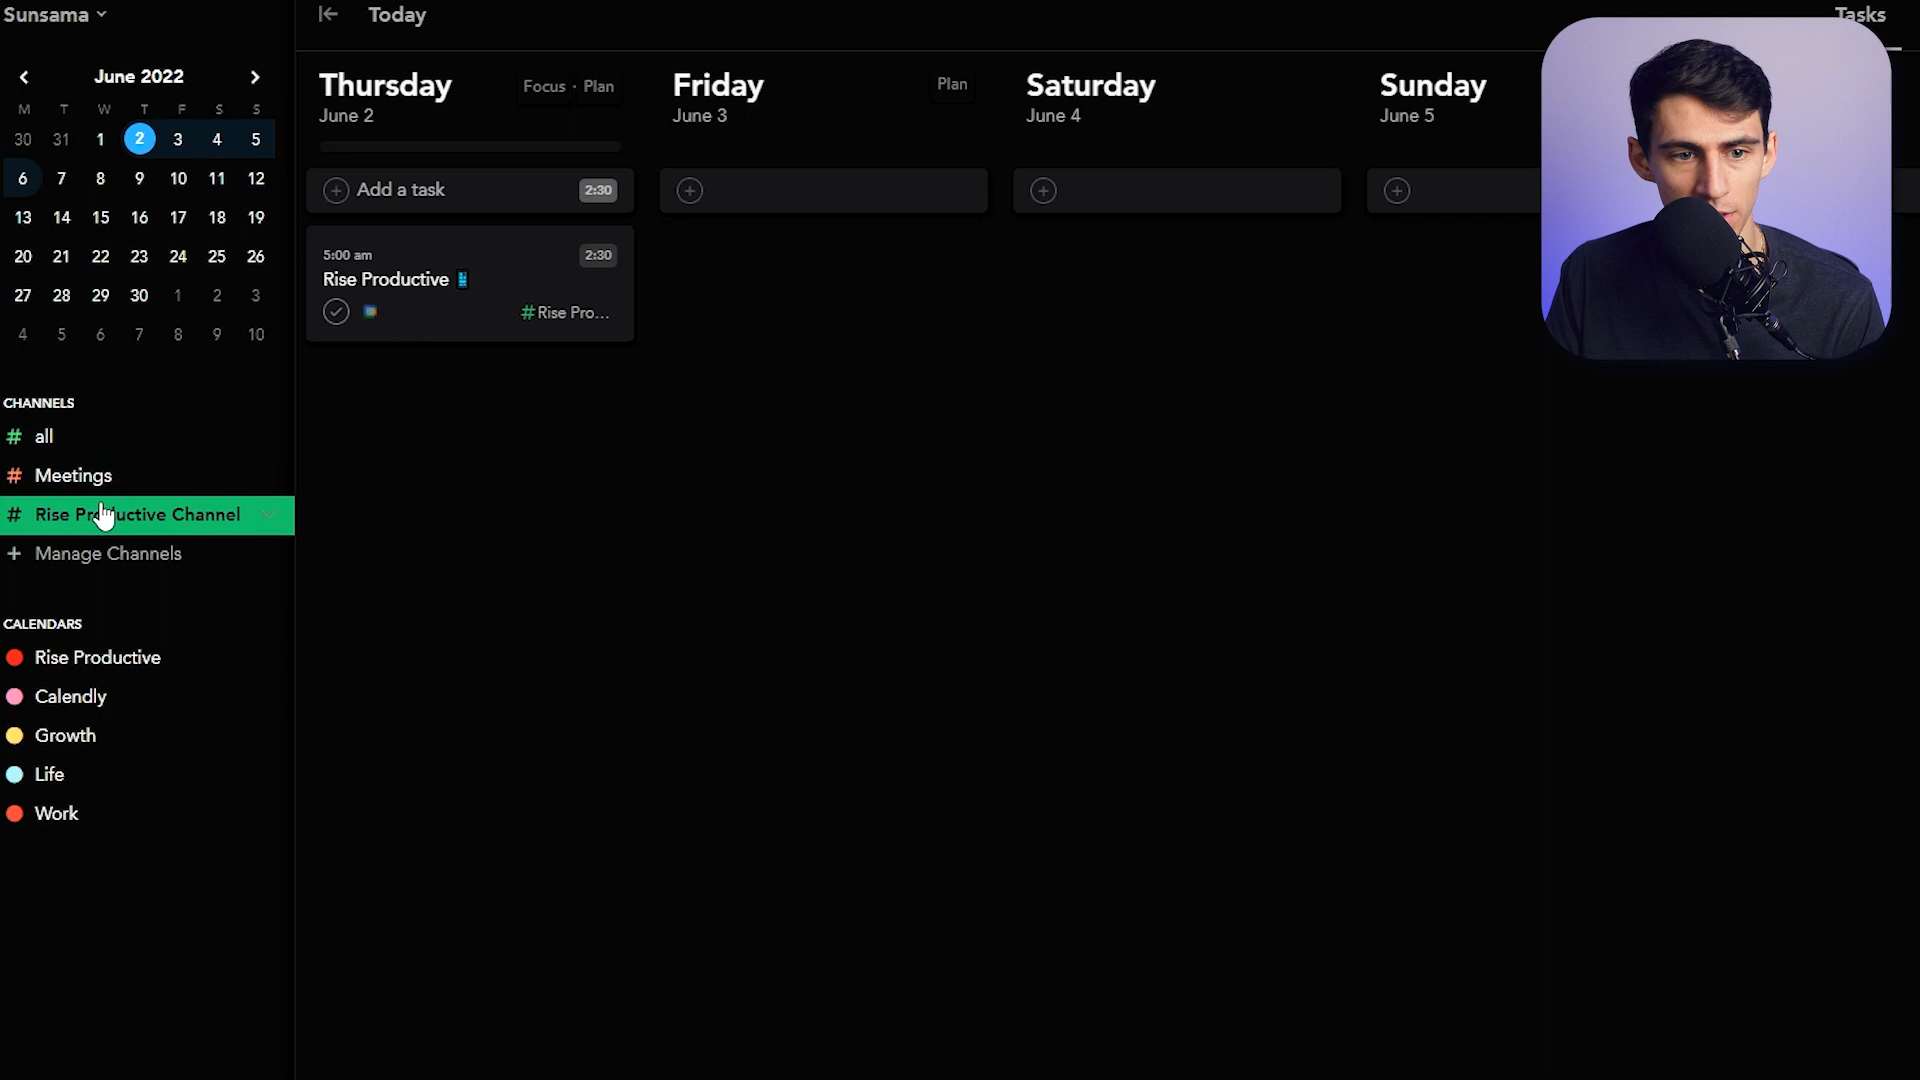 Sunsama
Today
Tasks
June 2022
M T W T F S S
30 31 1 2 3 4 5
6 7 8 9 10 11 12
13 14 15 16 17 18 19
20 21 22 23 24 25 26
27 28 29 30 1 2 3
4 5 6 7 8 9 10
CHANNELS
# all
# Meetings
# Rise Productive Channel
+ Manage Channels
CALENDARS
Rise Productive
Calendly
Growth
Life
Work
Thursday
Focus · Plan
June 2
Add a task 2:30
5:00 am 2:30
Rise Productive
#Rise Pro...
Friday
Plan
June 3
Saturday
June 4
Sunday
June 5